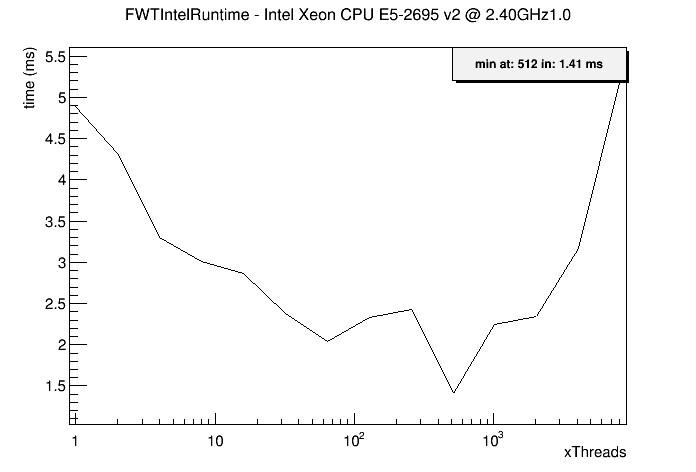 FWTIntelRuntime - Intel Xeon CPU E5-2695 v2 @ 2.40GHz1.0
time (ms)
min at: 512 in: 1.41 ms
5.5
5
4.5
4
3.5
3
2.5
2
1.5
1 10 10² 10³
xThreads